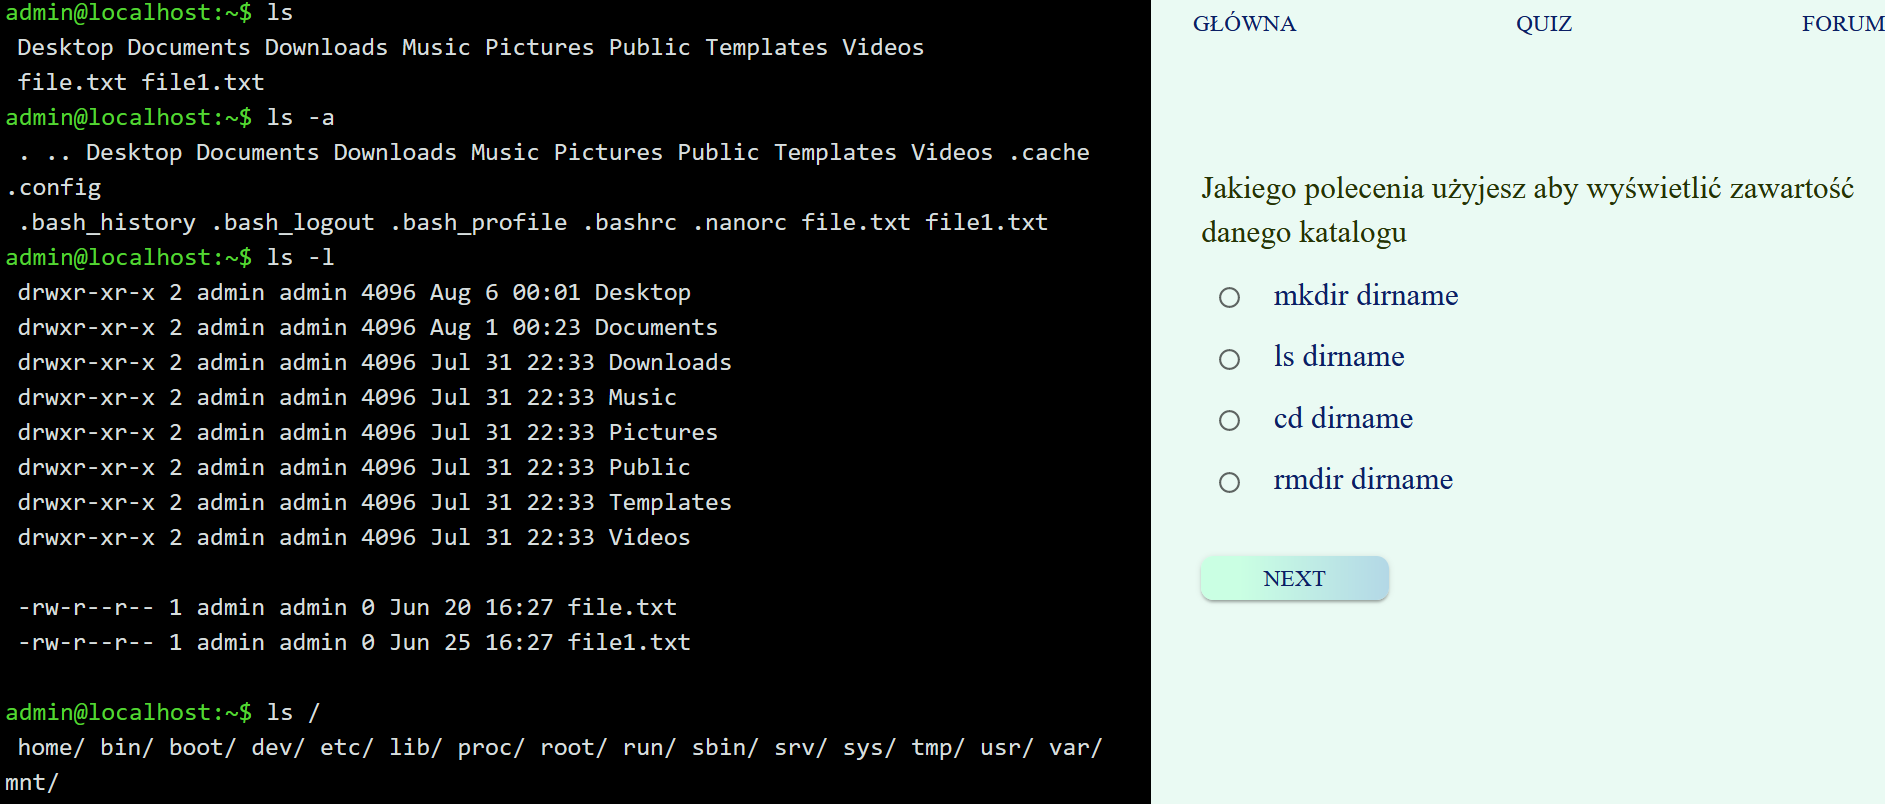 admin@localhost:~$ ls
Desktop Documents Downloads Music Pictures Public Templates Videos
file.txt file1.txt
admin@localhost:~$ ls -a
. .. Desktop Documents Downloads Music Pictures Public Templates Videos .cache
.config
.bash_history .bash_logout .bash_profile .bashrc .nanorc file.txt file1.txt
admin@localhost:~$ ls -l
drwxr-xr-x 2 admin admin 4096 Aug 6 00:01 Desktop
drwxr-xr-x 2 admin admin 4096 Aug 1 00:23 Documents
drwxr-xr-x 2 admin admin 4096 Jul 31 22:33 Downloads
drwxr-xr-x 2 admin admin 4096 Jul 31 22:33 Music
drwxr-xr-x 2 admin admin 4096 Jul 31 22:33 Pictures
drwxr-xr-x 2 admin admin 4096 Jul 31 22:33 Public
drwxr-xr-x 2 admin admin 4096 Jul 31 22:33 Templates
drwxr-xr-x 2 admin admin 4096 Jul 31 22:33 Videos
-rw-r--r-- 1 admin admin 0 Jun 20 16:27 file.txt
-rw-r--r-- 1 admin admin 0 Jun 25 16:27 file1.txt
admin@localhost:~$ ls /
home/ bin/ boot/ dev/ etc/ lib/ proc/ root/ run/ sbin/ srv/ sys/ tmp/ usr/ var/
mnt/
GŁÓWNA QUIZ FORUM
Jakiego polecenia użyjesz aby wyświetlić zawartość
danego katalogu
mkdir dirname
ls dirname
cd dirname
rmdir dirname
NEXT